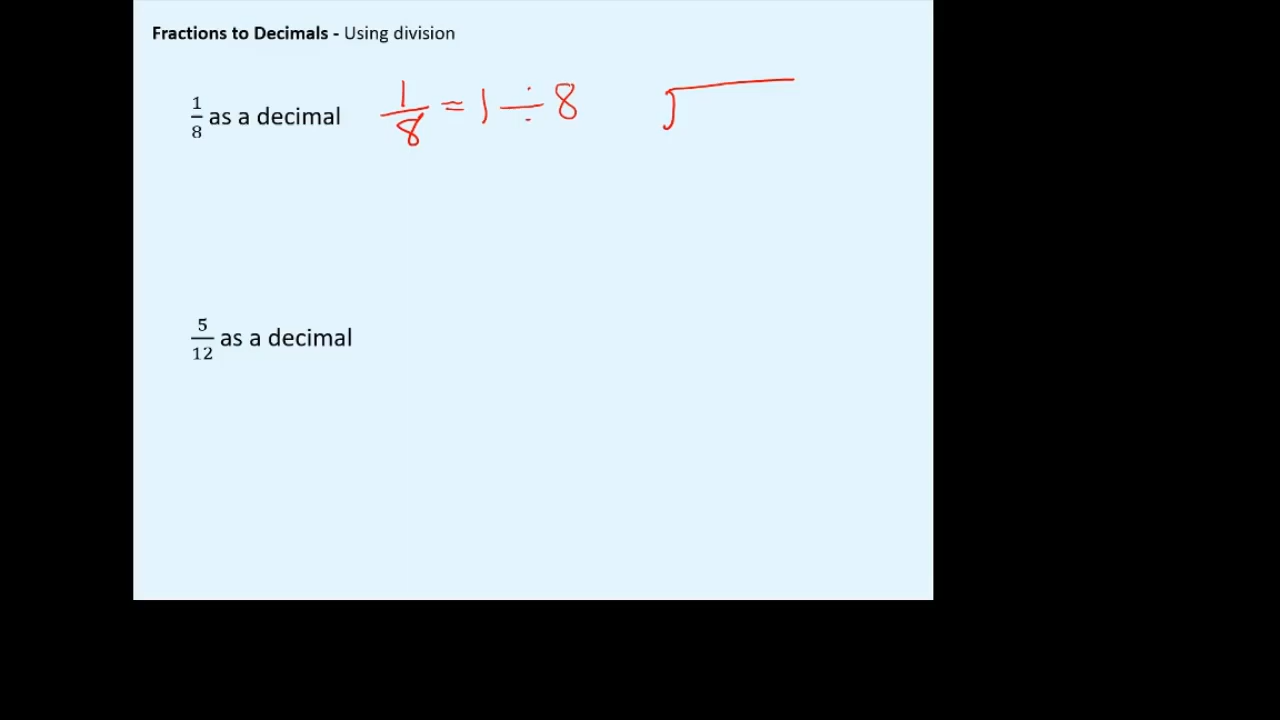 Fractions to Decimals - Using division
1/8 as a decimal 1/8 = 1 ÷ 8
5/12 as a decimal